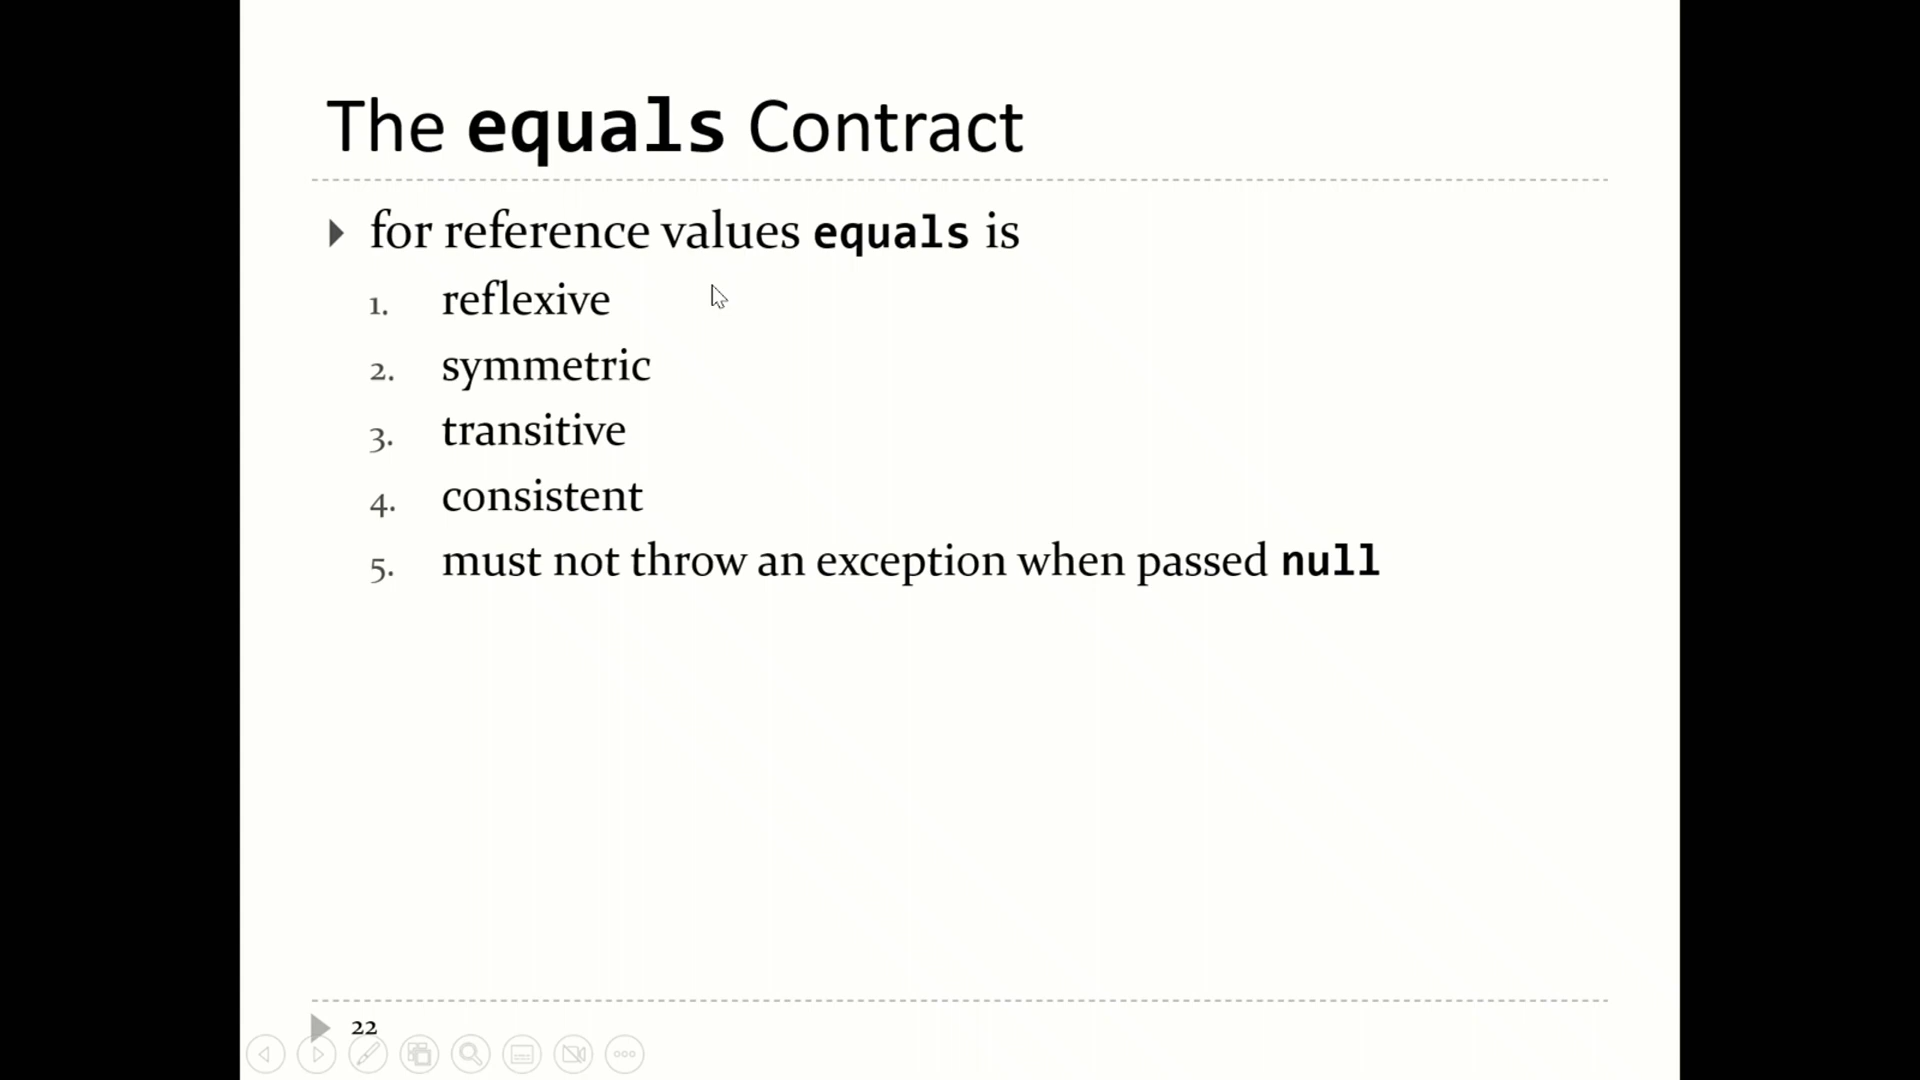 The equals Contract
for reference values equals is
1. reflexive
2. symmetric
3. transitive
4. consistent
5. must not throw an exception when passed null
22